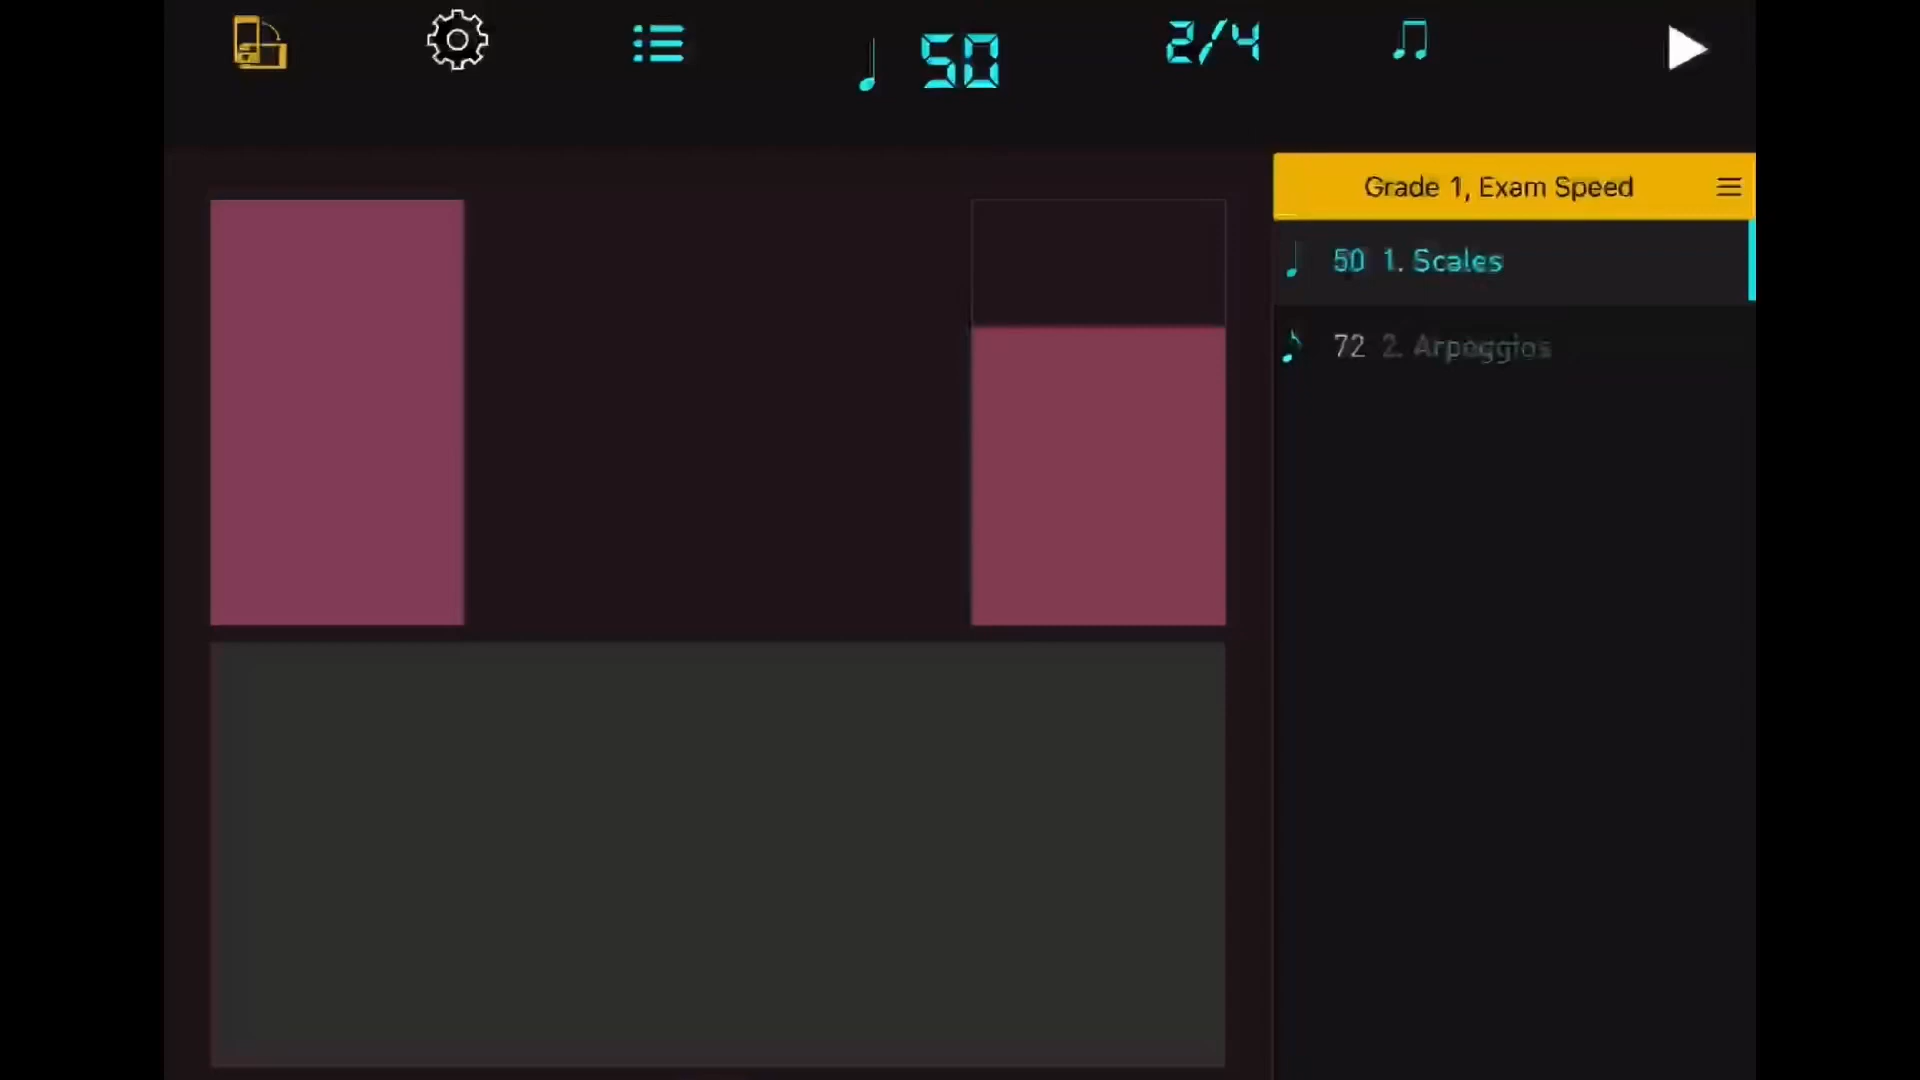 50
2/4
Grade 1, Exam Speed
50 1. Scales
72 2. Arpeggios